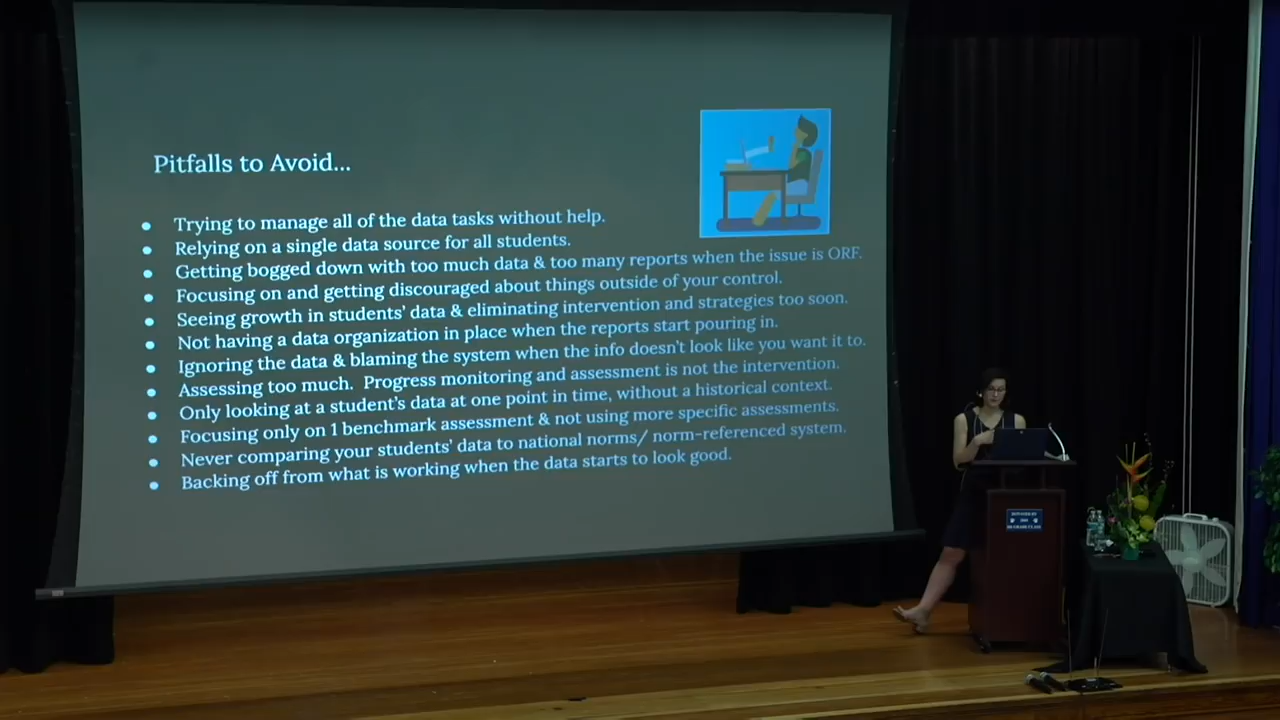 Pitfalls to Avoid...
● Trying to manage all of the data tasks without help.
● Relying on a single data source for all students.
● Getting bogged down with too much data & too many reports when the issue is ORF.
● Focusing on and getting discouraged about things outside of your control.
● Seeing growth in students' data & eliminating intervention and strategies too soon.
● Not having a data organization in place when the reports start pouring in.
● Ignoring the data & blaming the system when the info doesn't look like you want it to.
● Assessing too much.  Progress monitoring and assessment is not the intervention.
● Only looking at a student's data at one point in time, without a historical context.
● Focusing only on 1 benchmark assessment & not using more specific assessments.
● Never comparing your students' data to national norms/ norm-referenced system.
● Backing off from what is working when the data starts to look good.